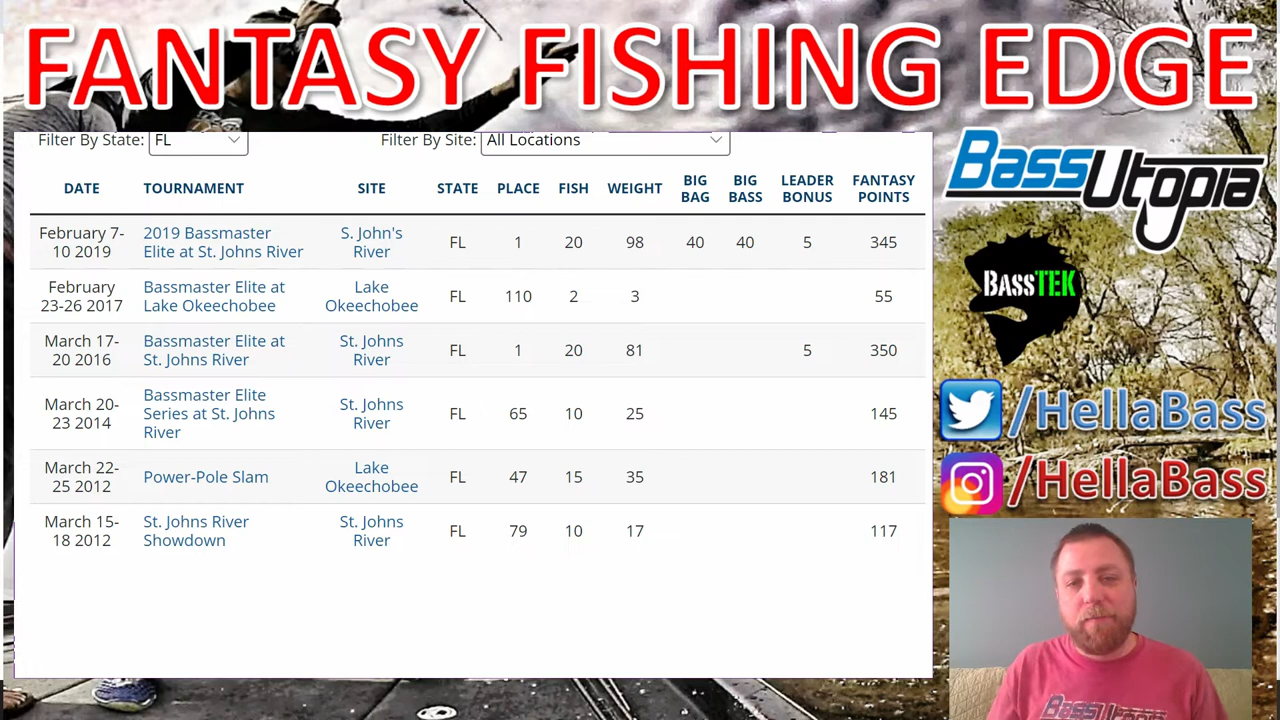 FANTASY FISHING EDGE
Filter By State: FL
Filter By Site: All Locations
DATE TOURNAMENT SITE STATE PLACE FISH WEIGHT BIG BAG BIG BASS LEADER BONUS FANTASY POINTS
February 7-10 2019 2019 Bassmaster Elite at St. Johns River S. John's River FL 1 20 98 40 40 5 345
February 23-26 2017 Bassmaster Elite at Lake Okeechobee Lake Okeechobee FL 110 2 3 55
March 17-20 2016 Bassmaster Elite at St. Johns River St. Johns River FL 1 20 81 5 350
March 20-23 2014 Bassmaster Elite Series at St. Johns River St. Johns River FL 65 10 25 145
March 22-25 2012 Power-Pole Slam Lake Okeechobee FL 47 15 35 181
March 15-18 2012 St. Johns River Showdown St. Johns River FL 79 10 17 117
BassUtopia
BASSTEK
/HellaBass
/HellaBass
BASSUTOPIA